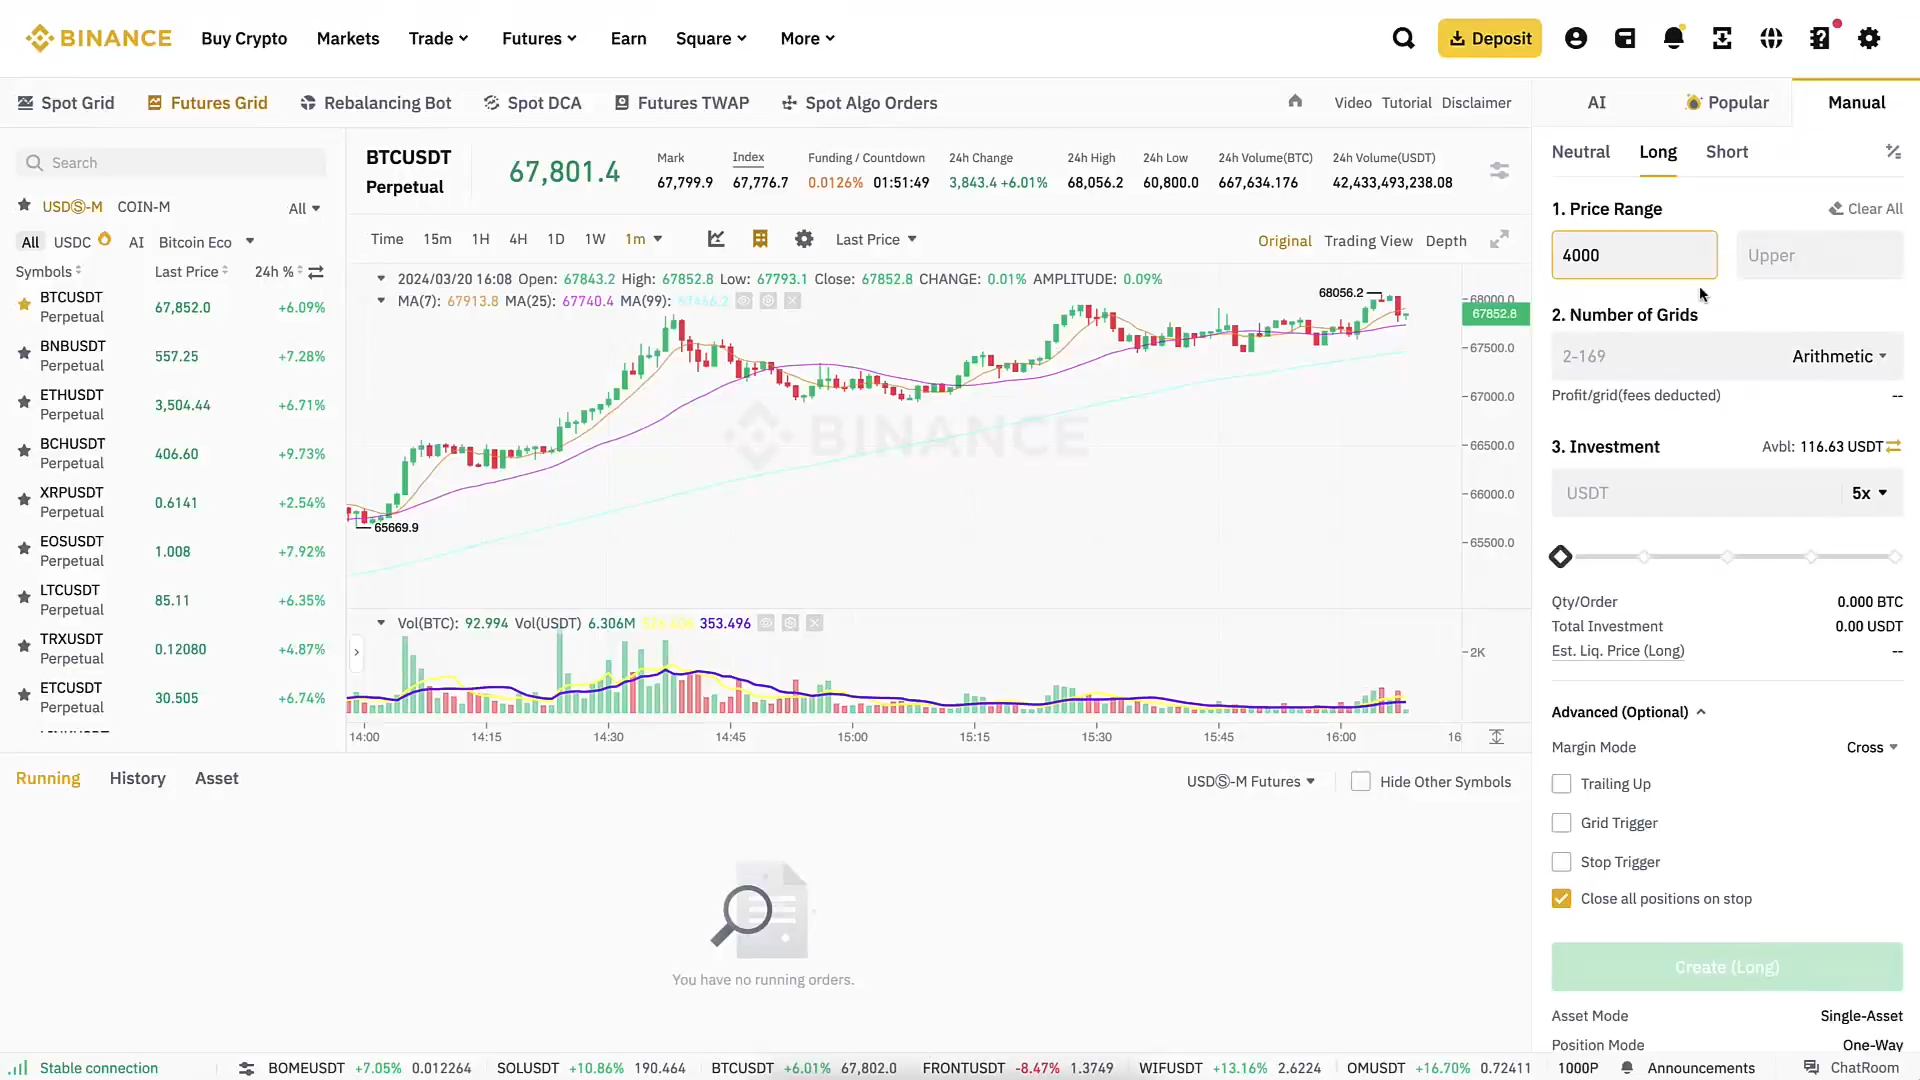 BINANCE
Buy Crypto Markets Trade Futures Earn Square More Deposit
Spot Grid Futures Grid Rebalancing Bot Spot DCA Futures TWAP Spot Algo Orders Video Tutorial Disclaimer
AI Popular Manual
Search
USDⓈ-M COIN-M All
All USDC AI Bitcoin Eco
Symbols Last Price 24h %
BTCUSDT Perpetual 67,852.0 +6.09%
BNBUSDT Perpetual 557.25 +7.28%
ETHUSDT Perpetual 3,504.44 +6.71%
BCHUSDT Perpetual 406.60 +9.73%
XRPUSDT Perpetual 0.6141 +2.54%
EOSUSDT Perpetual 1.008 +7.92%
LTCUSDT Perpetual 85.11 +6.35%
TRXUSDT Perpetual 0.12080 +4.87%
ETCUSDT Perpetual 30.505 +6.74%
BTCUSDT
Perpetual
67,801.4
Mark Index Funding / Countdown 24h Change 24h High 24h Low 24h Volume(BTC) 24h Volume(USDT)
67,799.9 67,776.7 0.0126% 01:51:49 3,843.4 +6.01% 68,056.2 60,800.0 667,634.176 42,433,493,238.08
Time 15m 1H 4H 1D 1W 1m Last Price Original Trading View Depth
2024/03/20 16:08 Open: 67843.2 High: 67852.8 Low: 67793.1 Close: 67852.8 CHANGE: 0.01% AMPLITUDE: 0.09%
MA(7): 67913.8 MA(25): 67740.4 MA(99):
68056.2
68000.0
67852.8
67500.0
67000.0
66500.0
66000.0
65500.0
65669.9
BINANCE
Vol(BTC): 92.994 Vol(USDT) 6.306M 353.496
2K
14:00 14:15 14:30 14:45 15:00 15:15 15:30 15:45 16:00 16
Running History Asset USDⓈ-M Futures Hide Other Symbols
You have no running orders.
Neutral Long Short
1. Price Range Clear All
4000 Upper
2. Number of Grids
2-169 Arithmetic
Profit/grid(fees deducted) --
3. Investment Avbl: 116.63 USDT
USDT 5x
Qty/Order 0.000 BTC
Total Investment 0.00 USDT
Est. Liq. Price (Long) --
Advanced (Optional)
Margin Mode Cross
Trailing Up
Grid Trigger
Stop Trigger
Close all positions on stop
Create (Long)
Asset Mode Single-Asset
Position Mode One-Way
Stable connection BOMEUSDT +7.05% 0.012264 SOLUSDT +10.86% 190.464 BTCUSDT +6.01% 67,802.0 FRONTUSDT -8.47% 1.3749 WIFUSDT +13.16% 2.6224 OMUSDT +16.70% 0.72411 1000P Announcements ChatRoom